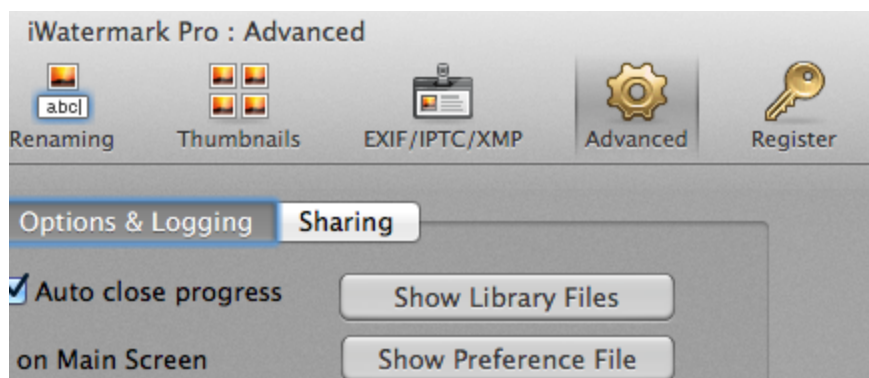 iWatermark Pro : Advanced
abc
Renaming Thumbnails EXIF/IPTC/XMP Advanced Register
Options & Logging Sharing
Auto close progress Show Library Files
on Main Screen Show Preference File